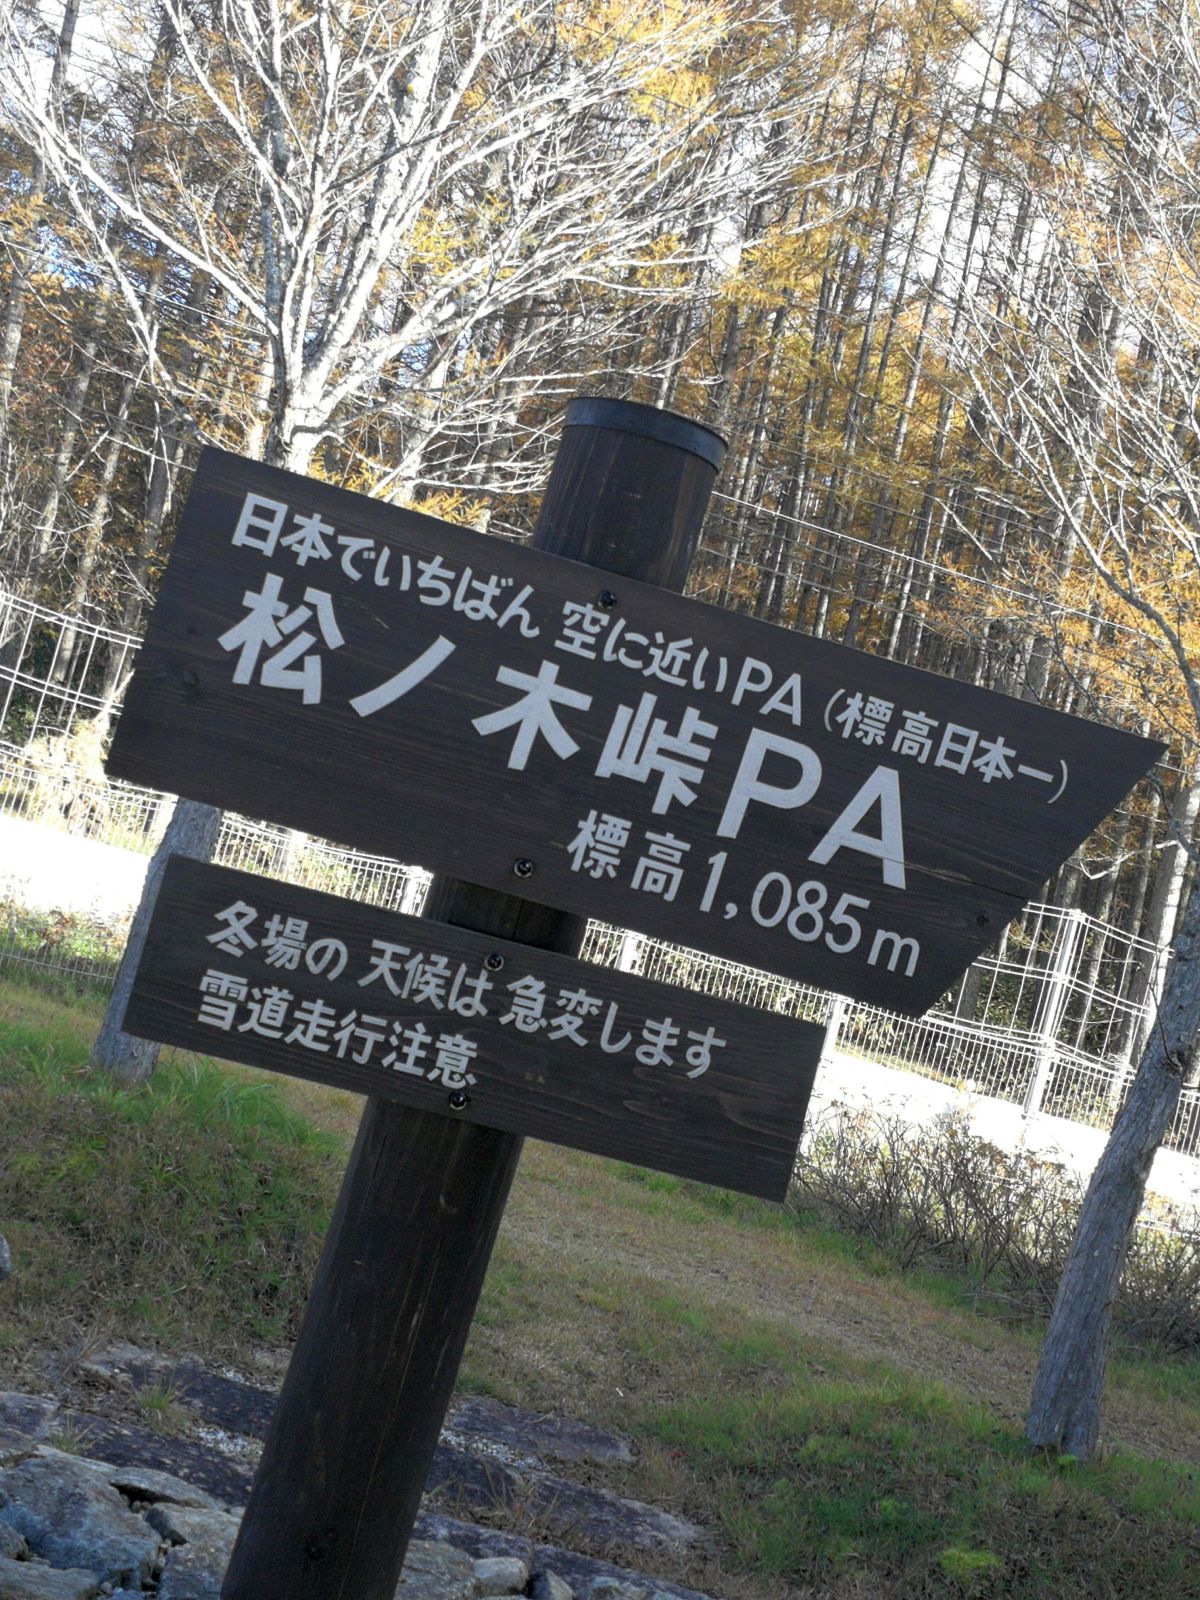 日本でいちばん 空に近いPA (標高日本一)
松ノ木峠PA
標高1,085m
冬場の 天候は 急変します
雪道走行注意